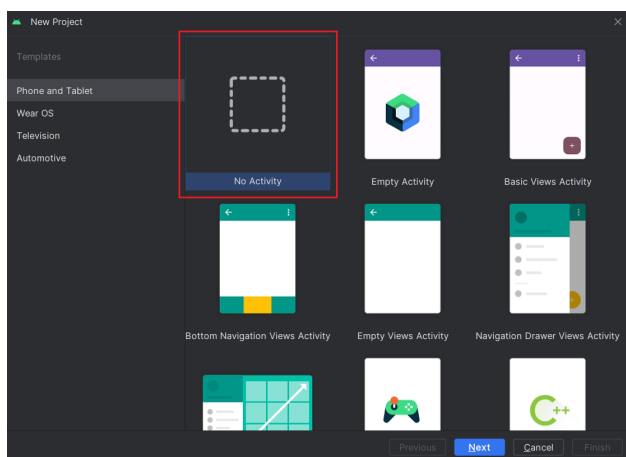 New Project
Templates
Phone and Tablet
Wear OS
Television
Automotive
No Activity
Empty Activity
Basic Views Activity
Bottom Navigation Views Activity
Empty Views Activity
Navigation Drawer Views Activity
C++
Previous
Next
Cancel
Finish